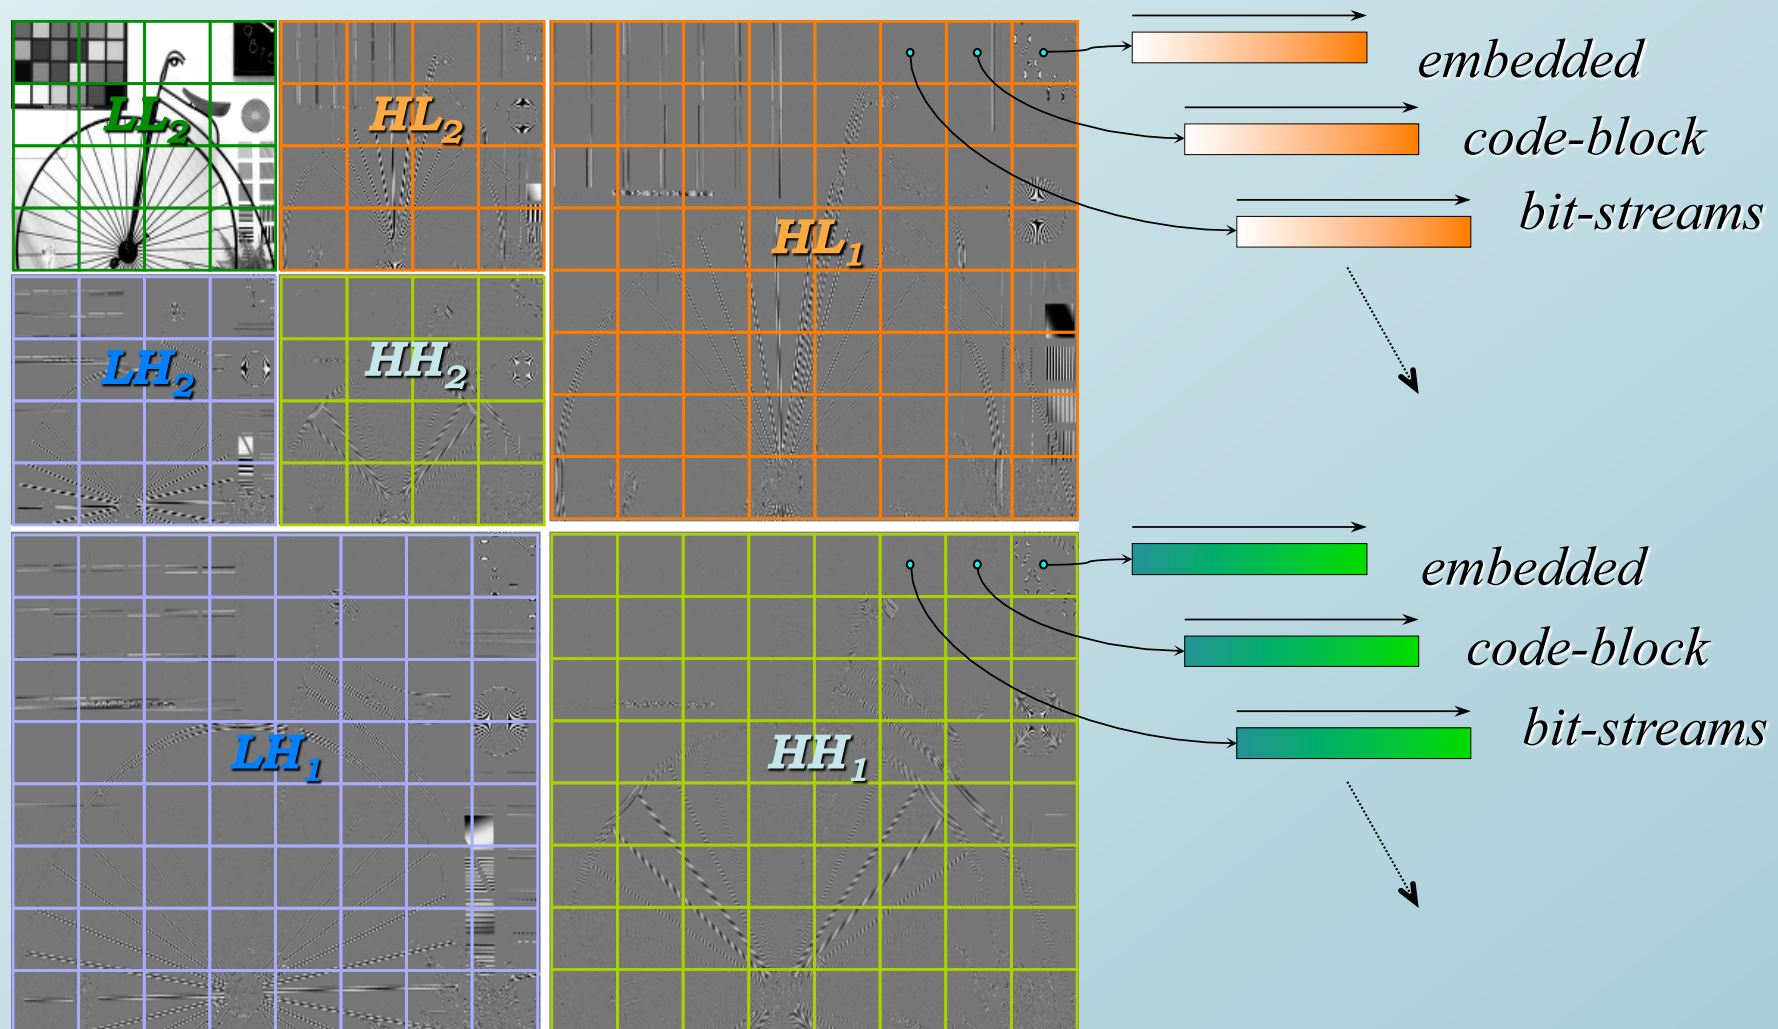 LL2
HL2
HL1
embedded
code-block
bit-streams
LH2
HH2
LH1
HH1
embedded
code-block
bit-streams